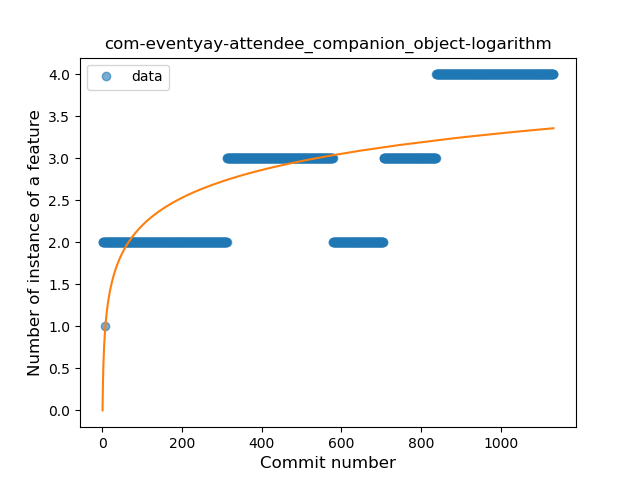 com-eventyay-attendee_companion_object-logarithm
data
Number of instance of a feature
4.0
3.5
3.0
2.5
2.0
1.5
1.0
0.5
0.0
0 200 400 600 800 1000
Commit number